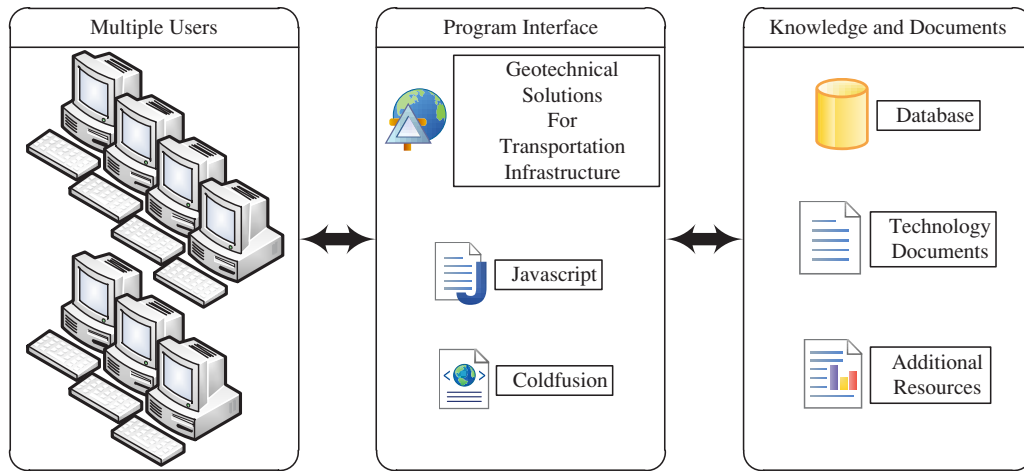 Multiple Users
Program Interface
Knowledge and Documents
Geotechnical
Solutions
For
Transportation
Infrastructure
Javascript
Coldfusion
Database
Technology
Documents
Additional
Resources